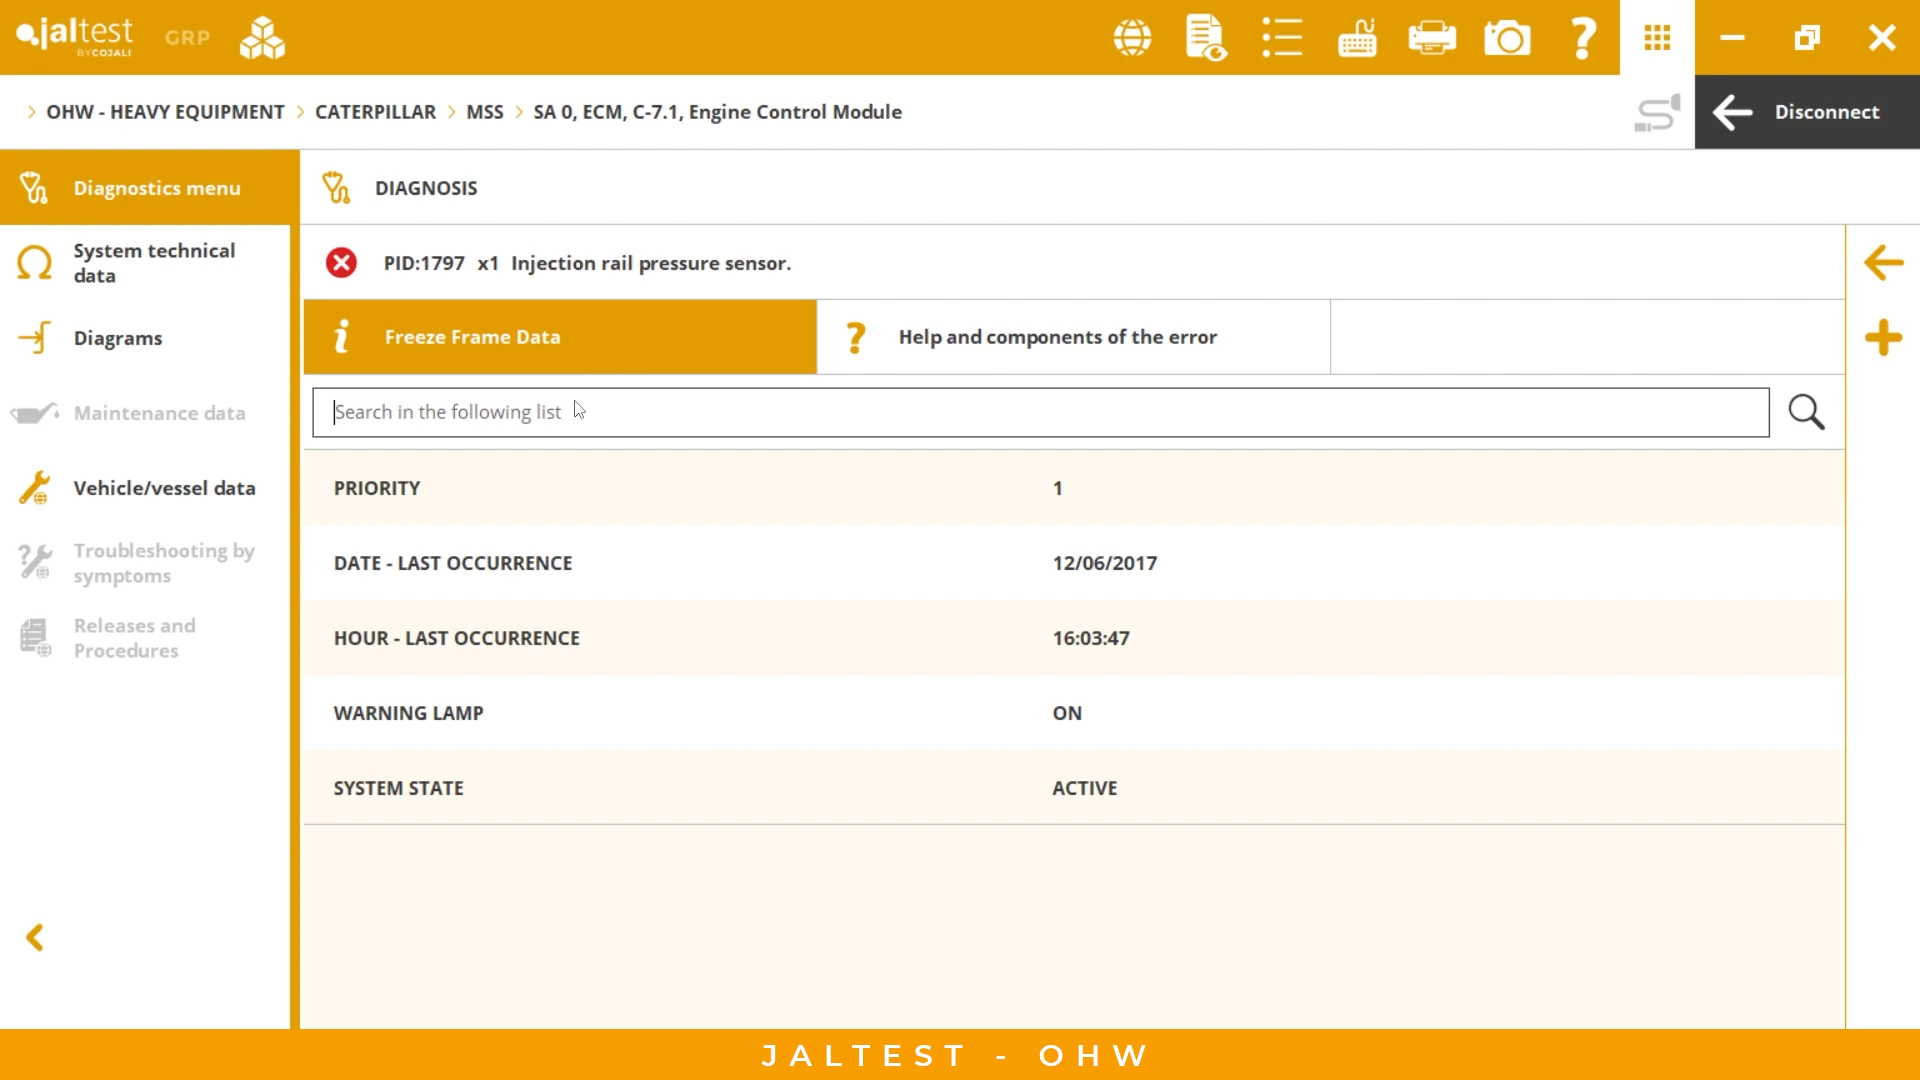 jaltest
BY COJALI
GRP
OHW - HEAVY EQUIPMENT > CATERPILLAR > MSS > SA 0, ECM, C-7.1, Engine Control Module
Disconnect
Diagnostics menu
System technical
data
Diagrams
Maintenance data
Vehicle/vessel data
Troubleshooting by
symptoms
Releases and
Procedures
DIAGNOSIS
PID:1797 x1 Injection rail pressure sensor.
Freeze Frame Data
Help and components of the error
Search in the following list
PRIORITY 1
DATE - LAST OCCURRENCE 12/06/2017
HOUR - LAST OCCURRENCE 16:03:47
WARNING LAMP ON
SYSTEM STATE ACTIVE
JALTEST - OHW